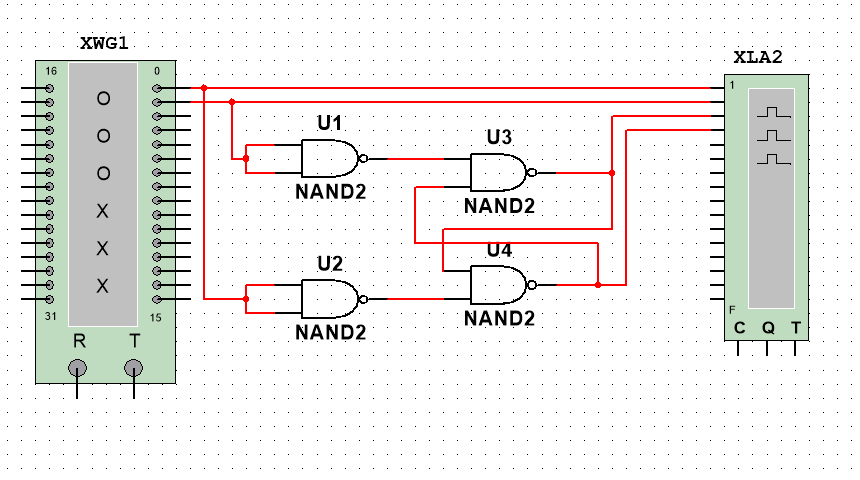 XWG1
XLA2
16 0
O
O
O
X
X
X
31 15
R T
U1
NAND2
U3
NAND2
U2
NAND2
U4
NAND2
1
F
C Q T